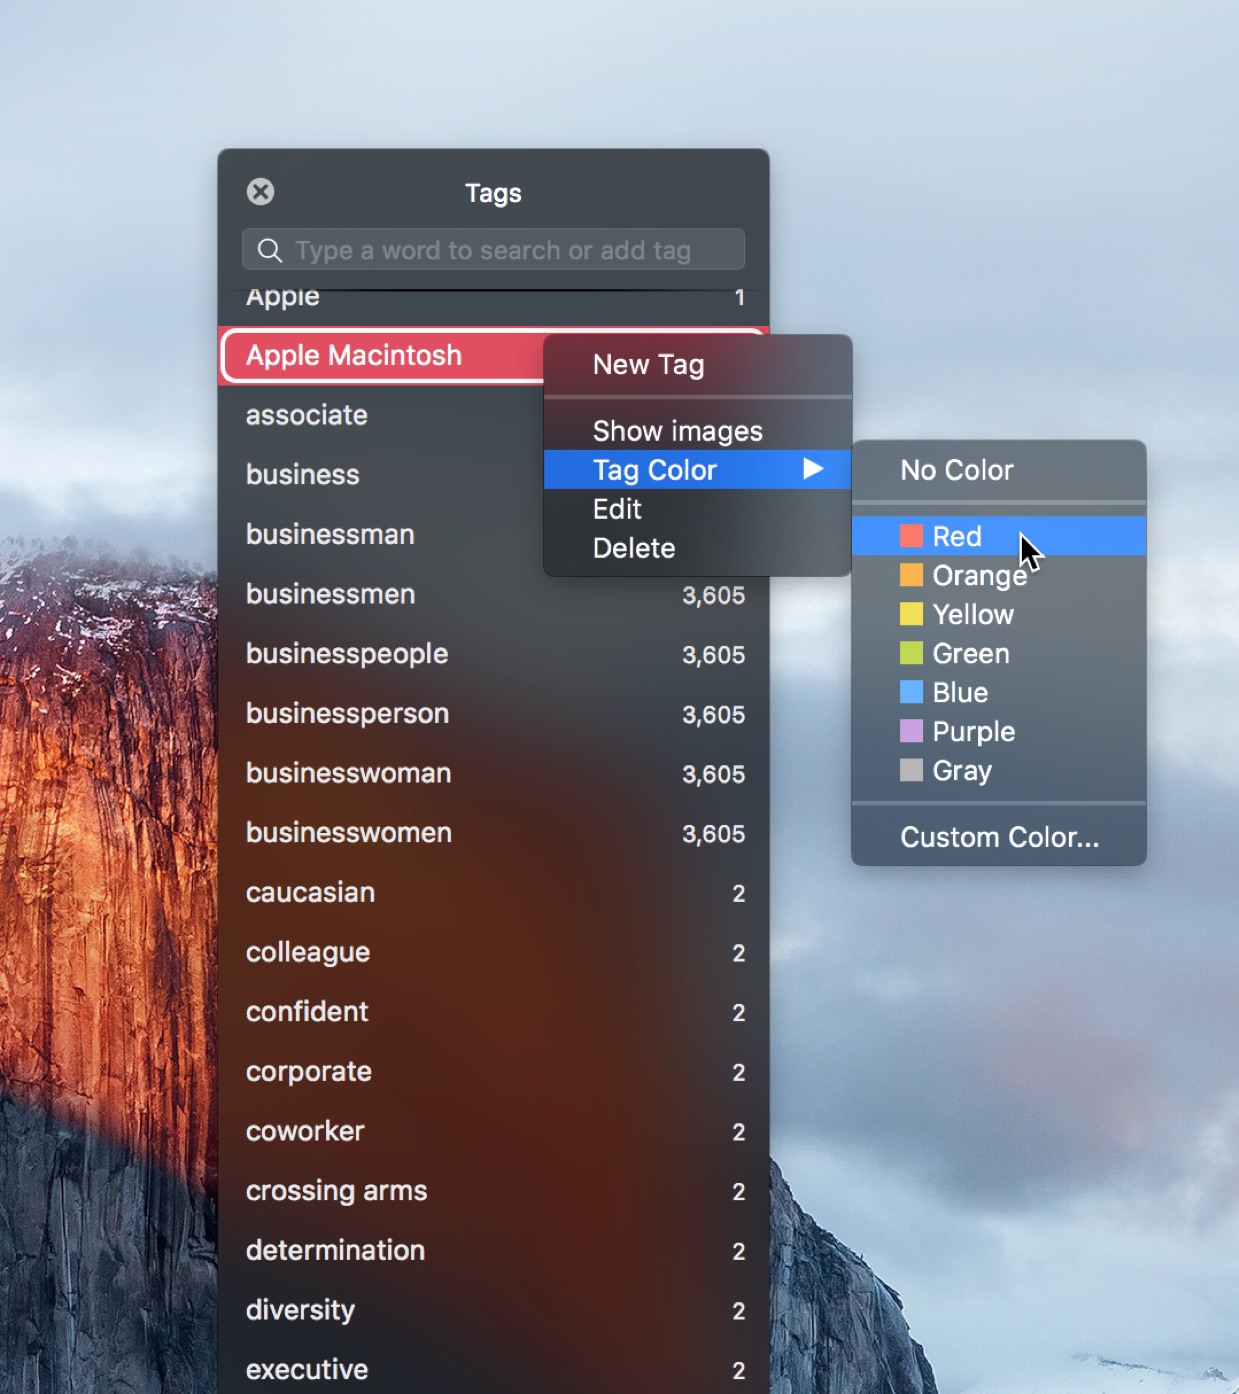 Tags
Type a word to search or add tag
Apple 1
Apple Macintosh
associate
business
businessman
businessmen 3,605
businesspeople 3,605
businessperson 3,605
businesswoman 3,605
businesswomen 3,605
caucasian 2
colleague 2
confident 2
corporate 2
coworker 2
crossing arms 2
determination 2
diversity 2
executive 2
New Tag
Show images
Tag Color
Edit
Delete
No Color
Red
Orange
Yellow
Green
Blue
Purple
Gray
Custom Color...